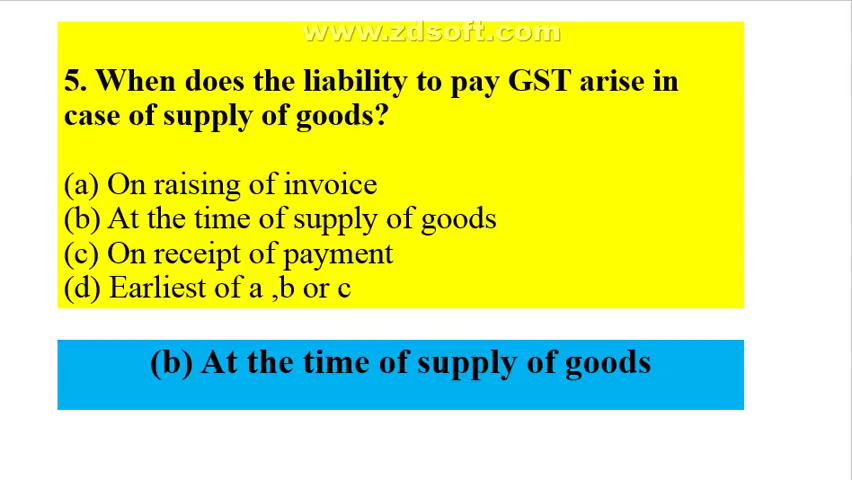 www.zdsoft.com
5. When does the liability to pay GST arise in
case of supply of goods?
(a) On raising of invoice
(b) At the time of supply of goods
(c) On receipt of payment
(d) Earliest of a ,b or c
(b) At the time of supply of goods